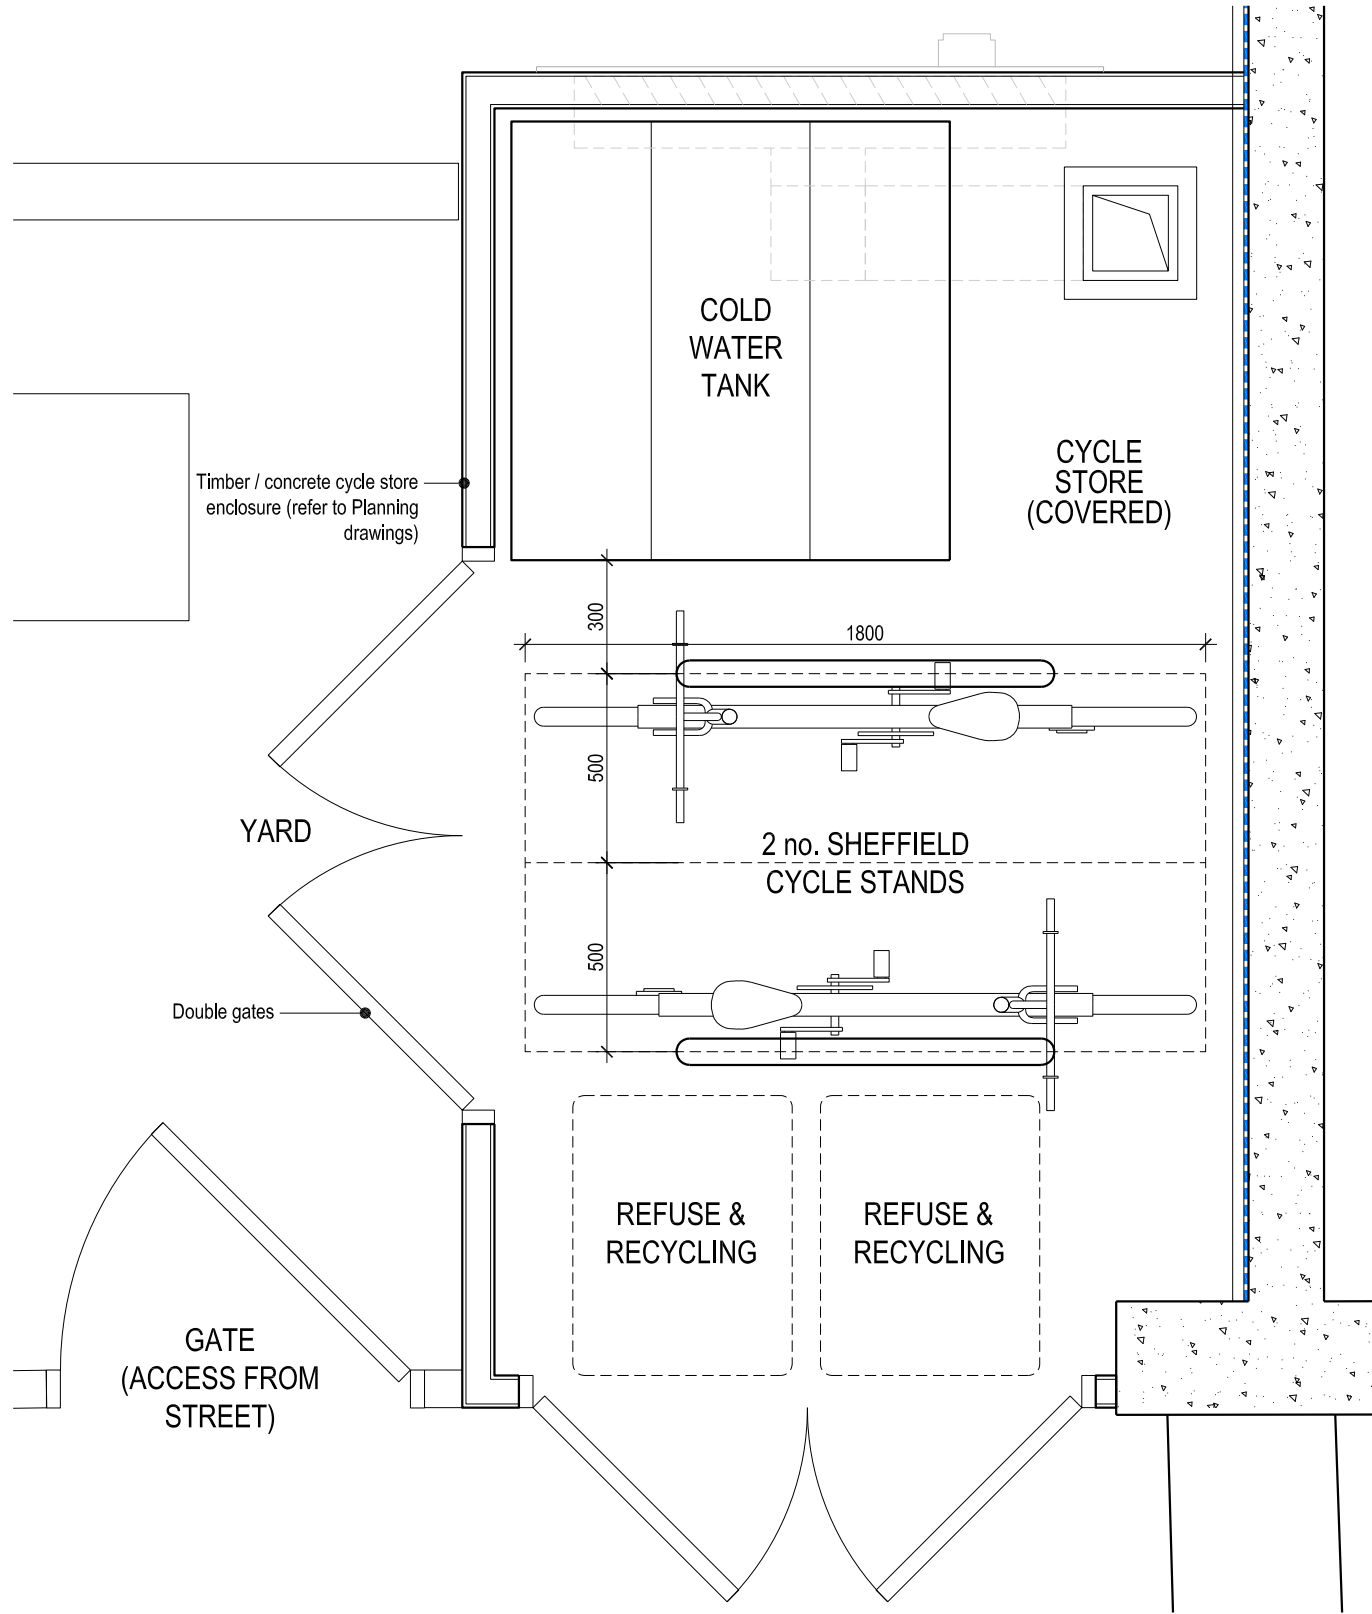 COLD
WATER
TANK
CYCLE
STORE
(COVERED)
Timber / concrete cycle store
enclosure (refer to Planning
drawings)
300
1800
500
YARD
2 no. SHEFFIELD
CYCLE STANDS
500
Double gates
REFUSE &
RECYCLING
REFUSE &
RECYCLING
GATE
(ACCESS FROM
STREET)